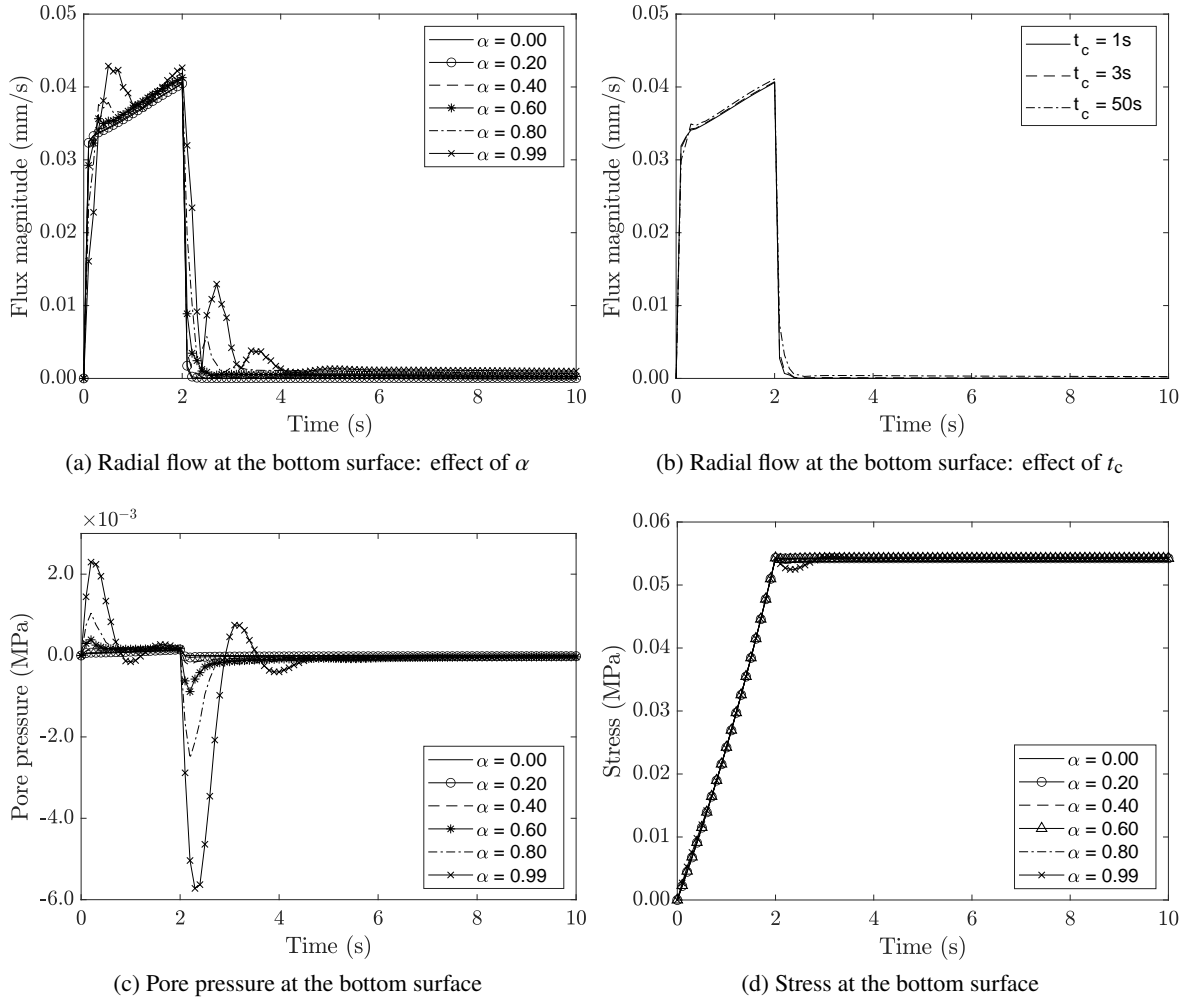 0.05
0.04
0.03
0.02
0.01
0.00
Flux magnitude (mm/s)
α = 0.00
α = 0.20
α = 0.40
α = 0.60
α = 0.80
α = 0.99
0 2 4 6 8 10
Time (s)
(a) Radial flow at the bottom surface: effect of α
0.05
0.04
0.03
0.02
0.01
0.00
Flux magnitude (mm/s)
t_c = 1s
t_c = 3s
t_c = 50s
0 2 4 6 8 10
Time (s)
(b) Radial flow at the bottom surface: effect of t_c
×10⁻³
2.0
0.0
-2.0
-4.0
-6.0
Pore pressure (MPa)
α = 0.00
α = 0.20
α = 0.40
α = 0.60
α = 0.80
α = 0.99
0 2 4 6 8 10
Time (s)
(c) Pore pressure at the bottom surface
0.06
0.05
0.04
0.03
0.02
0.01
0.00
Stress (MPa)
α = 0.00
α = 0.20
α = 0.40
α = 0.60
α = 0.80
α = 0.99
0 2 4 6 8 10
Time (s)
(d) Stress at the bottom surface